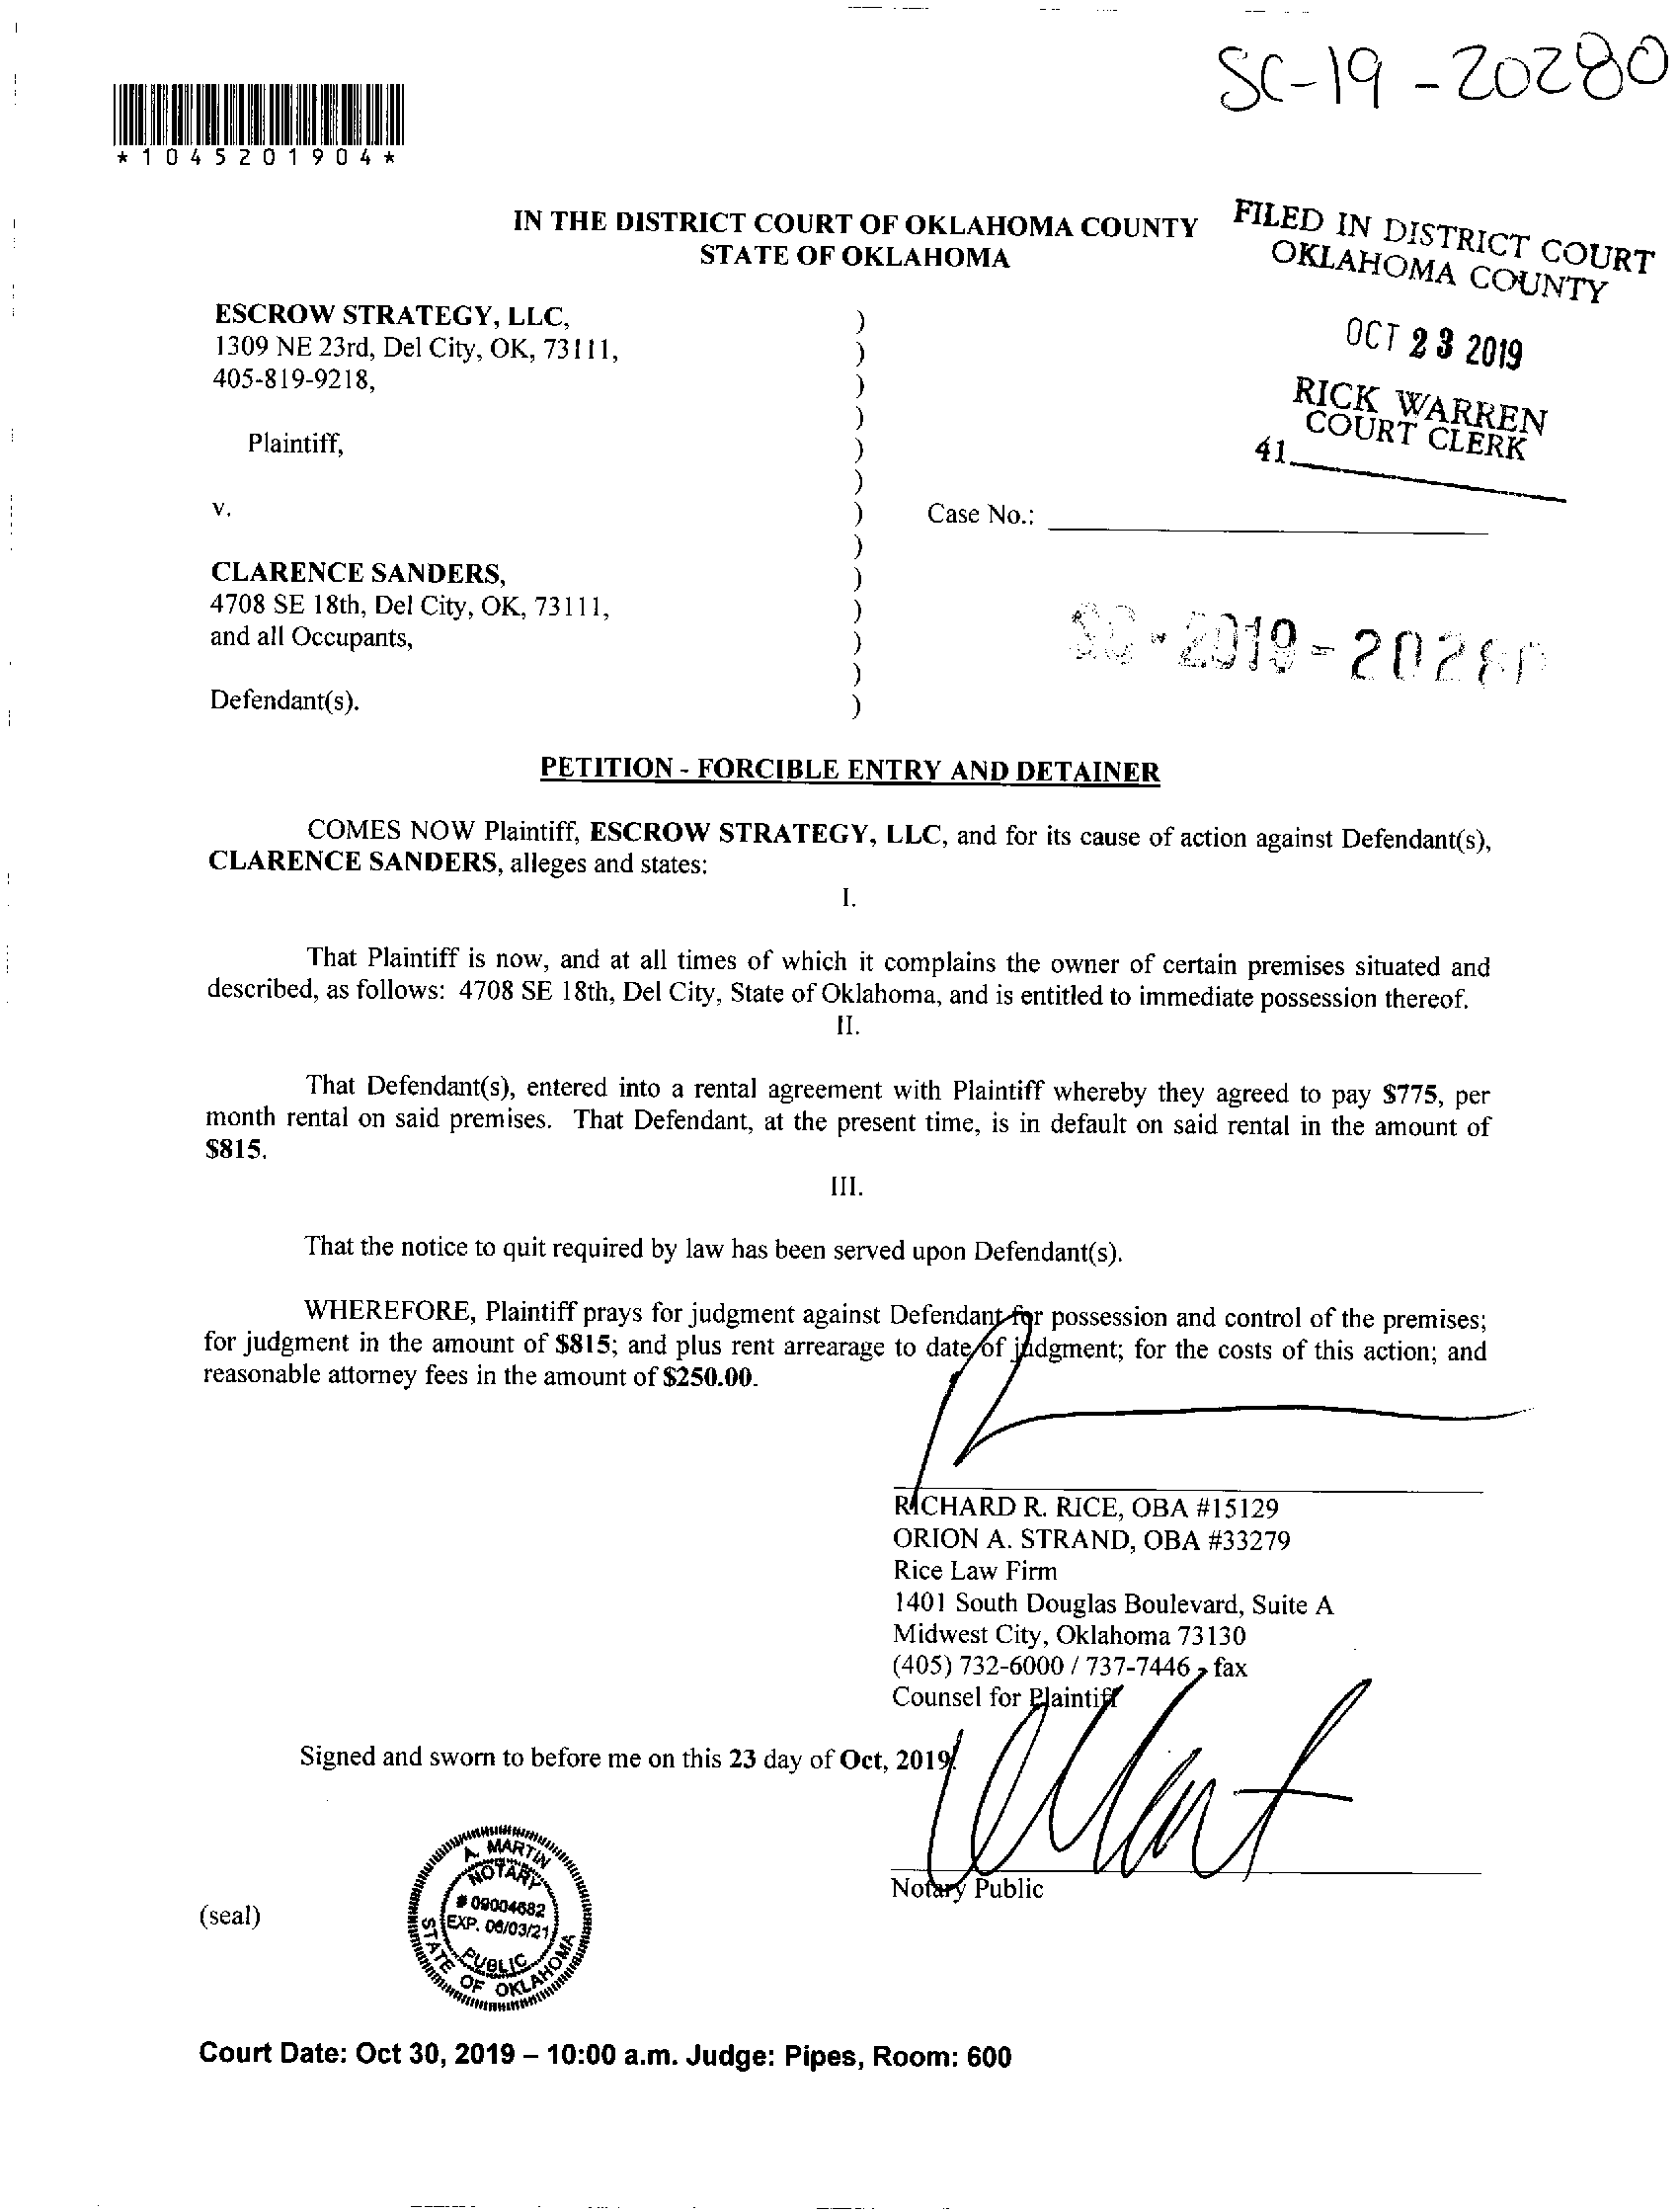 SC-19-20280
*1045201904*
IN THE DISTRICT COURT OF OKLAHOMA COUNTY
STATE OF OKLAHOMA
FILED IN DISTRICT COURT
OKLAHOMA COUNTY
OCT 23 2019
RICK WARREN
COURT CLERK
41
ESCROW STRATEGY, LLC, )
1309 NE 23rd, Del City, OK, 73111, )
405-819-9218, )
)
Plaintiff, )
)
v. ) Case No.:
)
CLARENCE SANDERS, )
4708 SE 18th, Del City, OK, 73111, )
and all Occupants, )
)
Defendant(s). )
SC-2019-20280
PETITION - FORCIBLE ENTRY AND DETAINER
COMES NOW Plaintiff, ESCROW STRATEGY, LLC, and for its cause of action against Defendant(s),
CLARENCE SANDERS, alleges and states:
I.
That Plaintiff is now, and at all times of which it complains the owner of certain premises situated and
described, as follows: 4708 SE 18th, Del City, State of Oklahoma, and is entitled to immediate possession thereof.
II.
That Defendant(s), entered into a rental agreement with Plaintiff whereby they agreed to pay $775, per
month rental on said premises. That Defendant, at the present time, is in default on said rental in the amount of
$815.
III.
That the notice to quit required by law has been served upon Defendant(s).
WHEREFORE, Plaintiff prays for judgment against Defendant for possession and control of the premises;
for judgment in the amount of $815; and plus rent arrearage to date of judgment; for the costs of this action; and
reasonable attorney fees in the amount of $250.00.
RICHARD R. RICE, OBA #15129
ORION A. STRAND, OBA #33279
Rice Law Firm
1401 South Douglas Boulevard, Suite A
Midwest City, Oklahoma 73130
(405) 732-6000 / 737-7446 - fax
Counsel for Plaintiff
Signed and sworn to before me on this 23 day of Oct, 2019.
Notary Public
(seal)
A. MARTIN
NOTARY
# 09004682
EXP. 06/03/21
PUBLIC
STATE OF OKLAHOMA
Court Date: Oct 30, 2019 – 10:00 a.m. Judge: Pipes, Room: 600